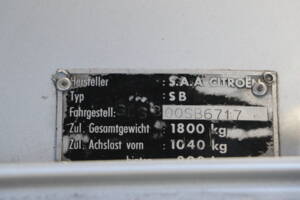 Hersteller : S.A.A. CITROEN
Typ : SB
Fahrgestell: 00SB6717
Zul. Gesamtgewicht : 1800 kg
Zul. Achslast vorn : 1040 kg